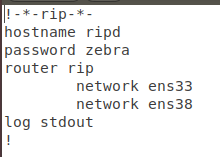 !-*-rip-*-
hostname ripd
password zebra
router rip
        network ens33
        network ens38
log stdout
!